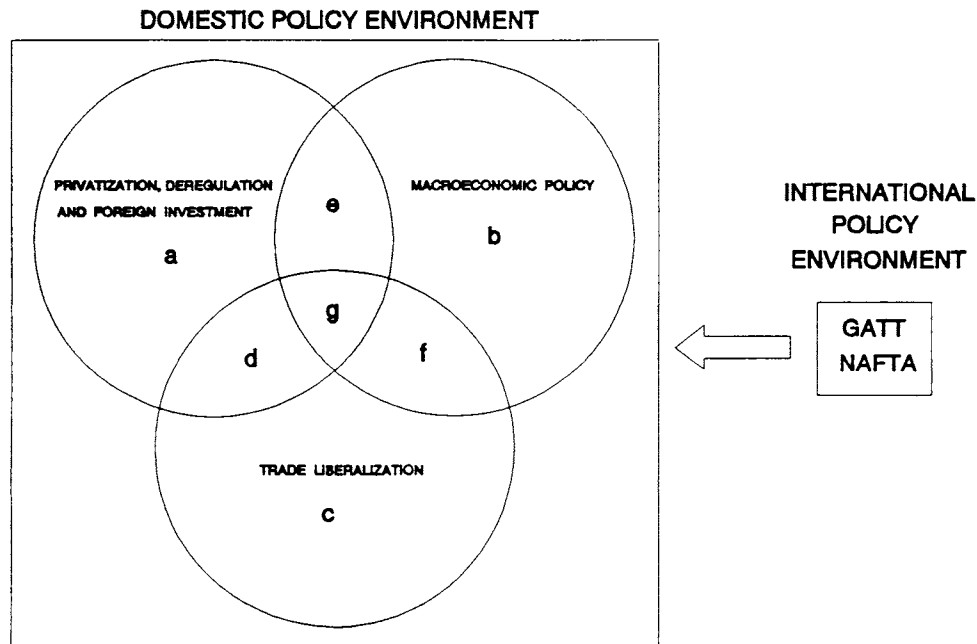 DOMESTIC POLICY ENVIRONMENT
PRIVATIZATION, DEREGULATION
AND FOREIGN INVESTMENT
a
e
MACROECONOMIC POLICY
b
g
d
f
TRADE LIBERALIZATION
c
INTERNATIONAL
POLICY
ENVIRONMENT
GATT
NAFTA